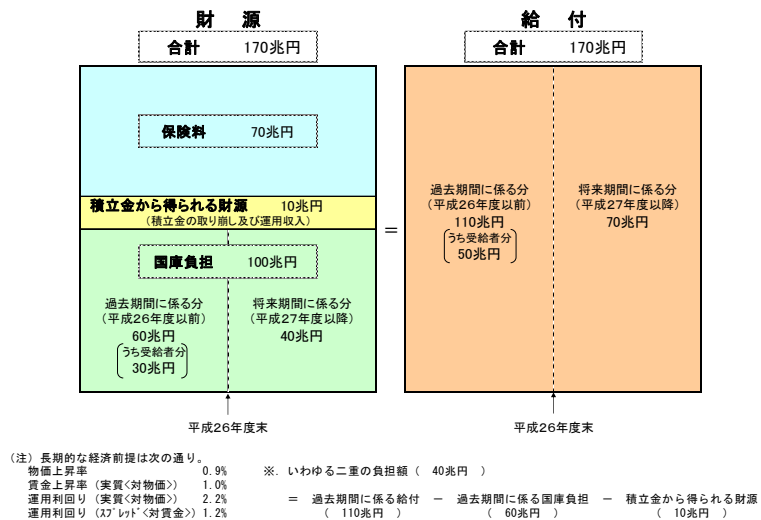 財　源
合計　170兆円
保険料　70兆円
積立金から得られる財源　10兆円
（積立金の取り崩し及び運用収入）
国庫負担　100兆円
過去期間に係る分
（平成26年度以前）
60兆円
うち受給者分
30兆円
将来期間に係る分
（平成27年度以降）
40兆円
平成26年度末
＝
給　付
合計　170兆円
過去期間に係る分
（平成26年度以前）
110兆円
うち受給者分
50兆円
将来期間に係る分
（平成27年度以降）
70兆円
平成26年度末
（注）長期的な経済前提は次の通り。
物価上昇率　0.9%
賃金上昇率（実質<対物価>）　1.0%
運用利回り（実質<対物価>）　2.2%
運用利回り（ｽﾌﾟﾚｯﾄﾞ<対賃金>）　1.2%
※．いわゆる二重の負担額（　40兆円　）
＝　過去期間に係る給付　－　過去期間に係る国庫負担　－　積立金から得られる財源
（　110兆円　）　（　60兆円　）　（　10兆円　）